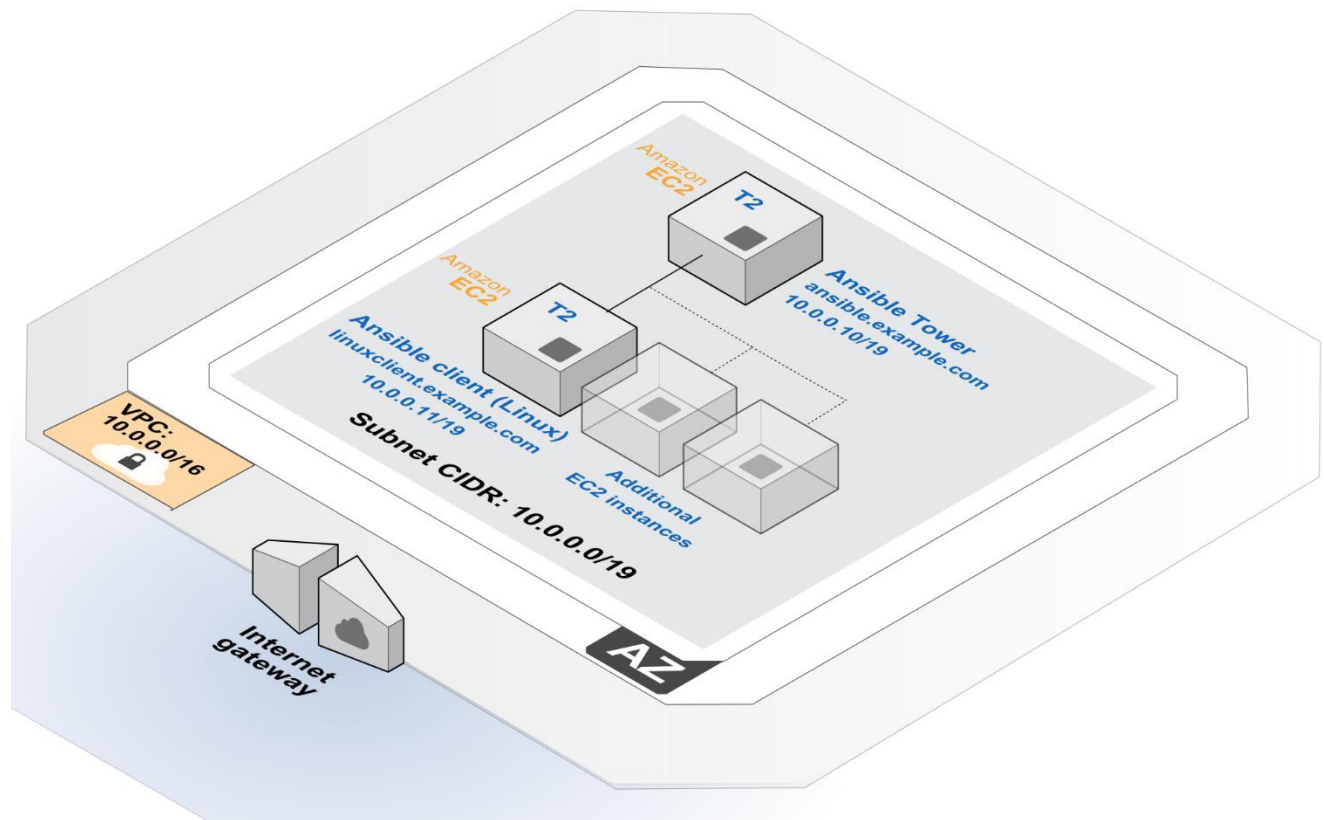 Amazon
EC2
T2
Ansible Tower
ansible.example.com
10.0.0.10/19
Amazon
EC2
T2
Ansible client (Linux)
linuxclient.example.com
10.0.0.11/19
Additional
EC2 instances
Subnet CIDR: 10.0.0.0/19
VPC:
10.0.0.0/16
Internet
gateway
AZ